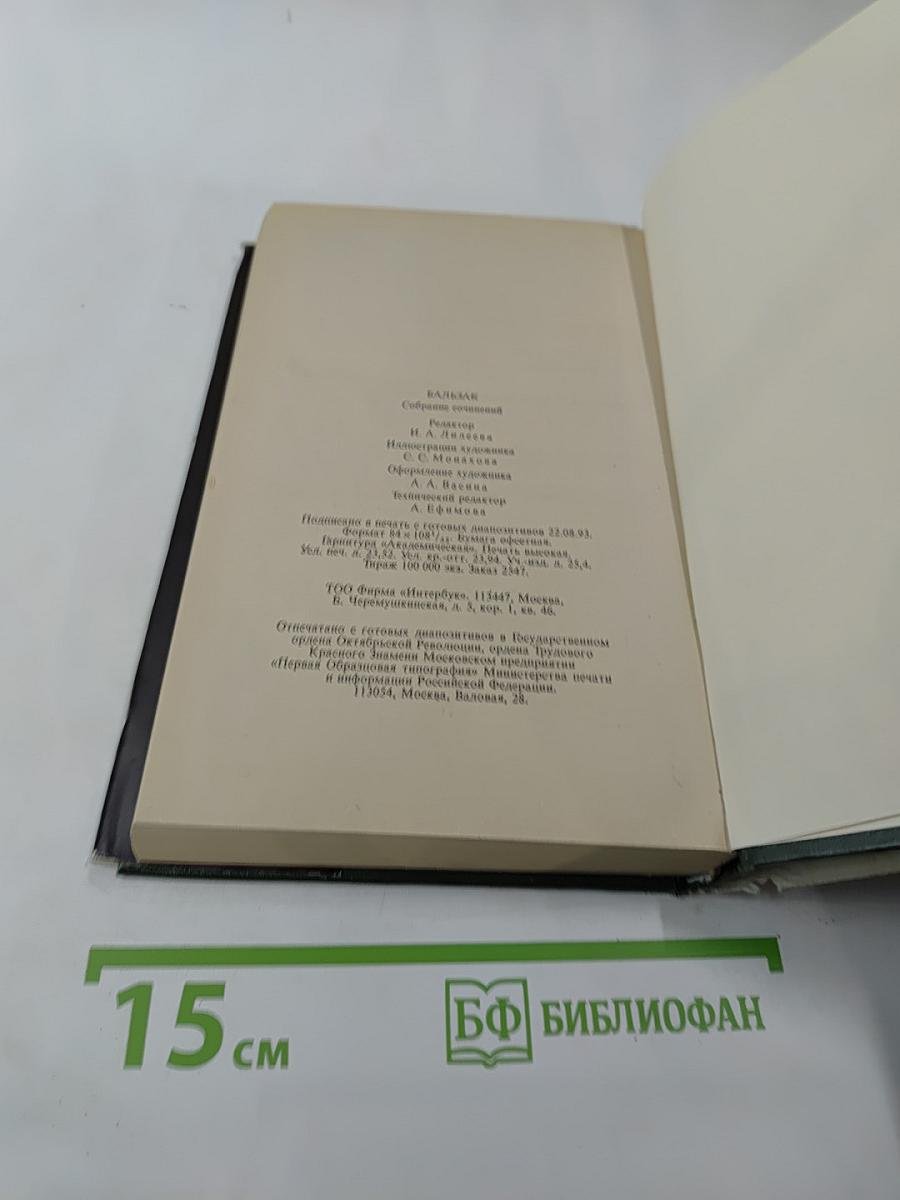 БАЛЬЗАК
Собрание сочинений
Редактор
И. А. Лилеева
Иллюстрации художника
С. С. Монахова
Оформление художника
А. А. Васина
Технический редактор
А. Ефимова
Подписано в печать с готовых диапозитивов 22.08.93.
Формат 84 × 108¹/₃₂. Бумага офсетная.
Гарнитура «Академическая». Печать высокая.
Усл. печ. л. 23,52. Усл. кр.-отт. 23,94. Уч.-изд. л. 25,4.
Тираж 100 000 экз. Заказ 2547.
ТОО Фирма «Интербук». 113447, Москва,
Б. Черемушкинская, д. 5, кор. 1, кв. 46.
Отпечатано с готовых диапозитивов в Государственном
ордена Октябрьской Революции, ордена Трудового
Красного Знамени Московском предприятии
«Первая Образцовая типография» Министерства печати
и информации Российской Федерации.
113054, Москва, Валовая, 28.
15 см
БФ БИБЛИОФАН